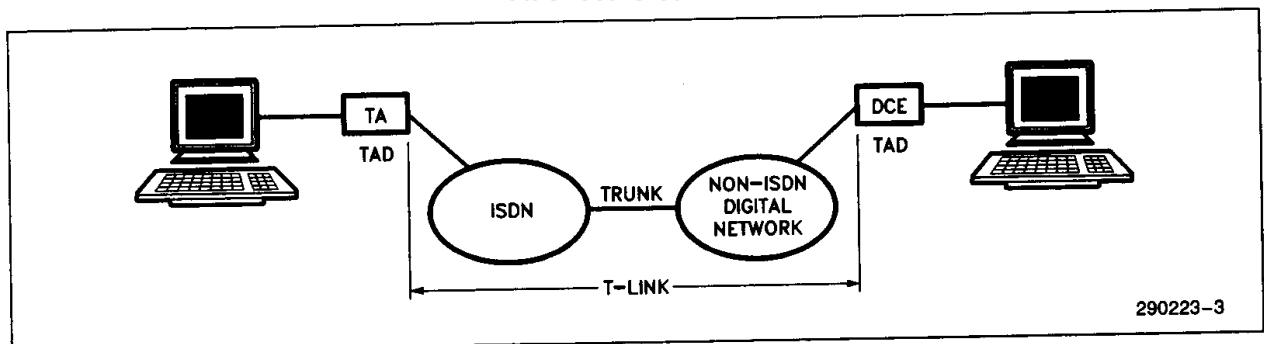 TA
TAD
ISDN
TRUNK
NON-ISDN
DIGITAL
NETWORK
DCE
TAD
T-LINK
290223-3